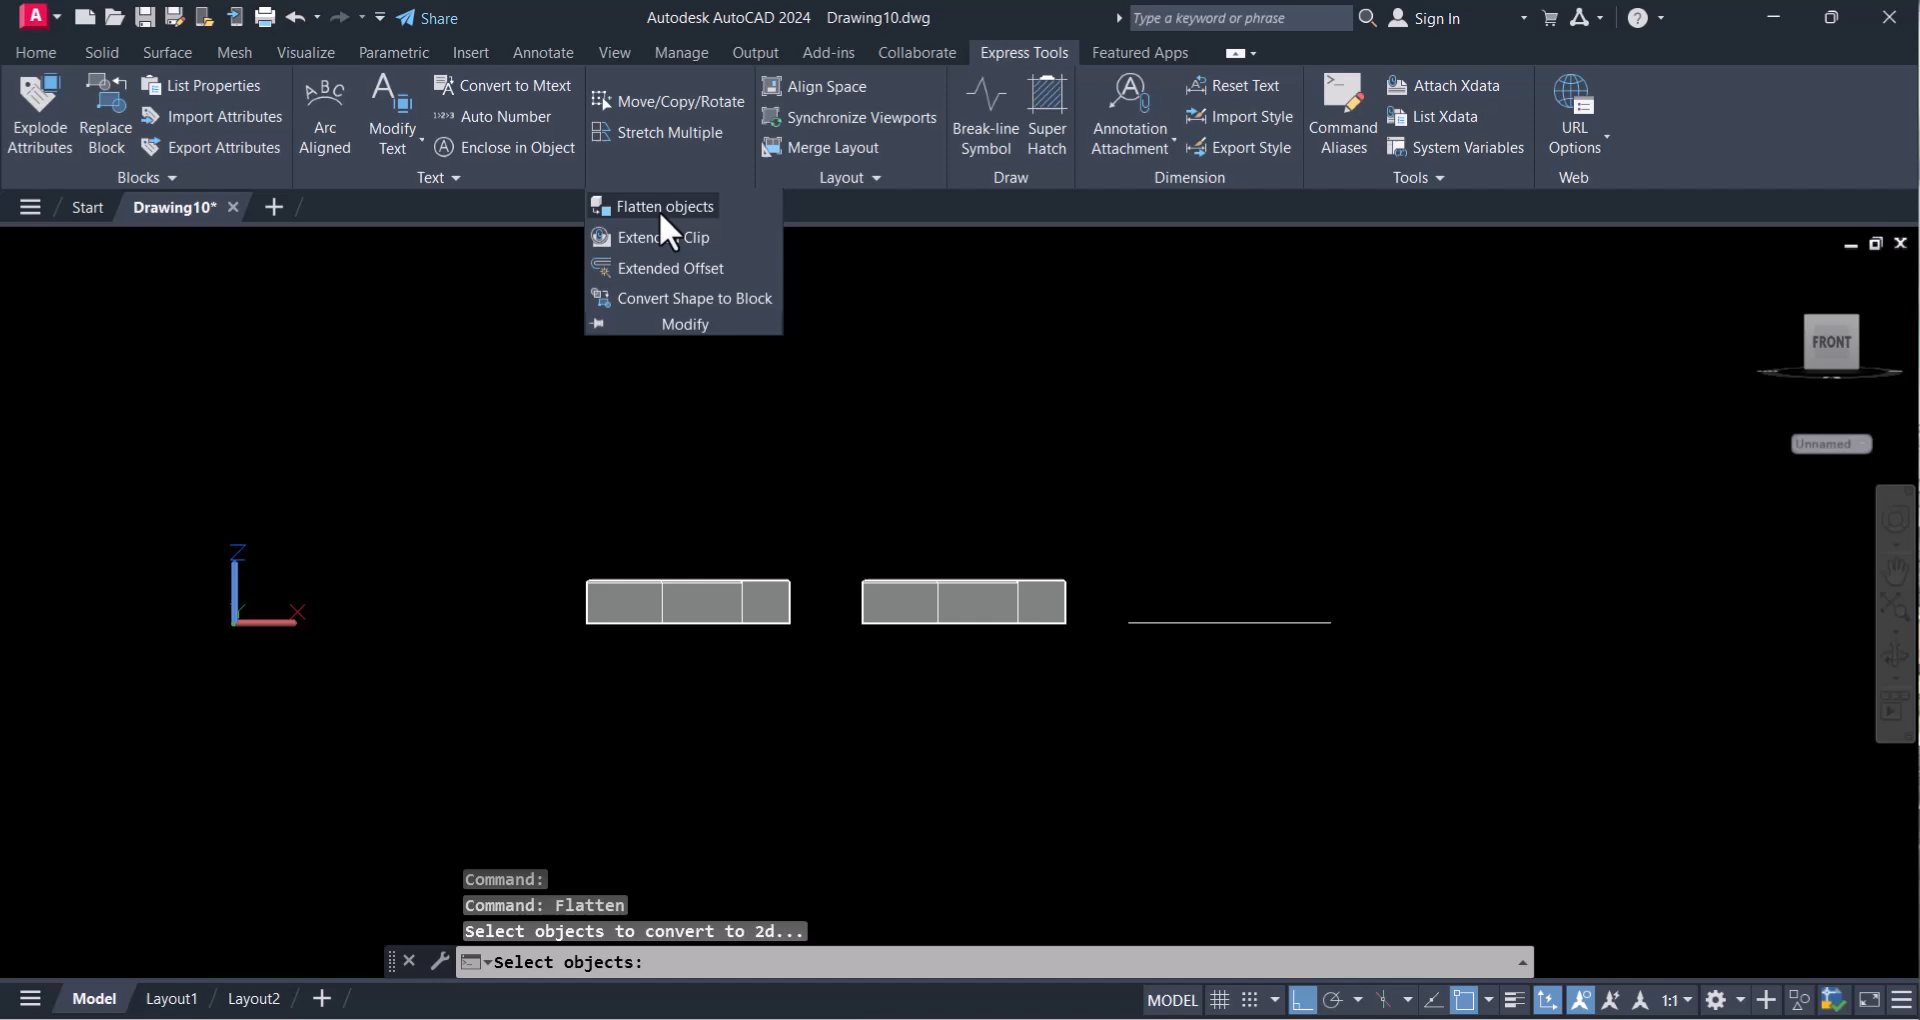 A Share Autodesk AutoCAD 2024 Drawing10.dwg Type a keyword or phrase Sign In
Home Solid Surface Mesh Visualize Parametric Insert Annotate View Manage Output Add-ins Collaborate Express Tools Featured Apps
Explode Attributes
Replace Block
List Properties
Import Attributes
Export Attributes
Blocks
ABC
Arc Aligned
Modify Text
Convert to Mtext
Auto Number
Enclose in Object
Text
Move/Copy/Rotate
Stretch Multiple
Align Space
Synchronize Viewports
Merge Layout
Layout
Break-line Symbol
Super Hatch
Draw
Annotation Attachment
Reset Text
Import Style
Export Style
Dimension
Command Aliases
Attach Xdata
List Xdata
System Variables
Tools
URL Options
Web
Start Drawing10*
Flatten objects
Exten Clip
Extended Offset
Convert Shape to Block
Modify
FRONT
Unnamed
Z
X
Command:
Command: Flatten
Select objects to convert to 2d...
Select objects:
Model Layout1 Layout2 MODEL 1:1